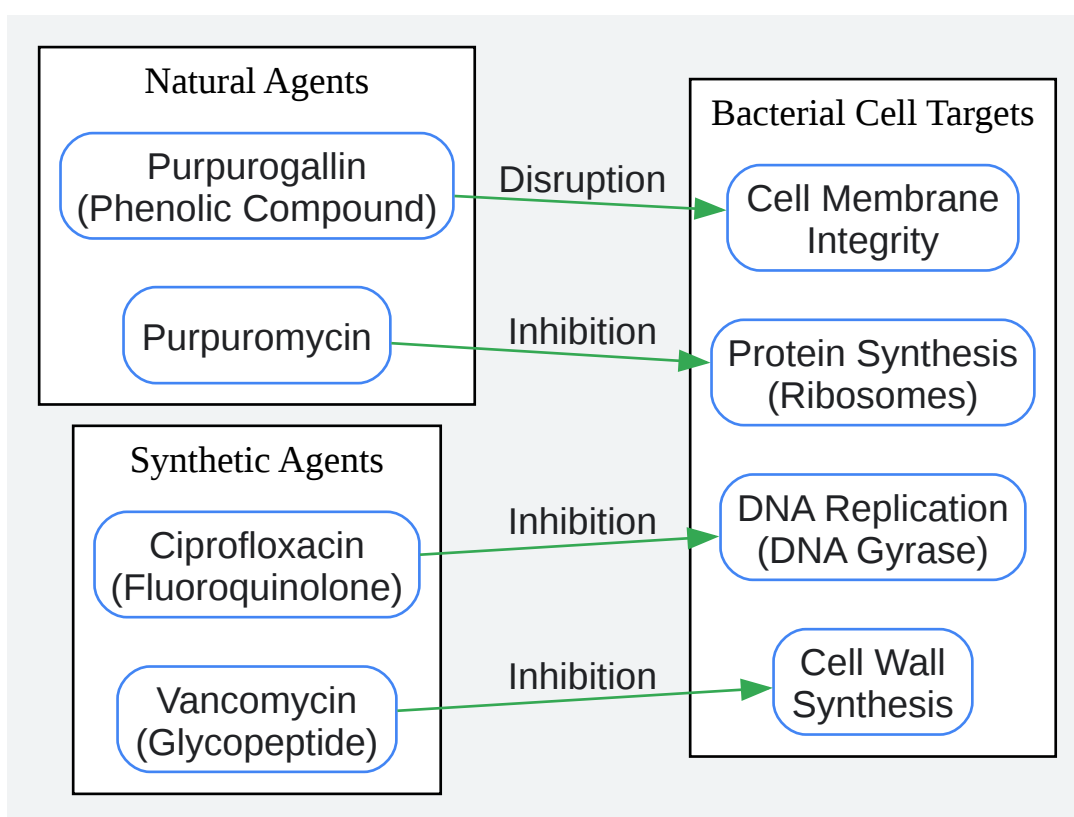 Natural Agents
Purpurogallin
(Phenolic Compound)
Purpuromycin
Synthetic Agents
Ciprofloxacin
(Fluoroquinolone)
Vancomycin
(Glycopeptide)
Disruption
Inhibition
Inhibition
Inhibition
Bacterial Cell Targets
Cell Membrane
Integrity
Protein Synthesis
(Ribosomes)
DNA Replication
(DNA Gyrase)
Cell Wall
Synthesis